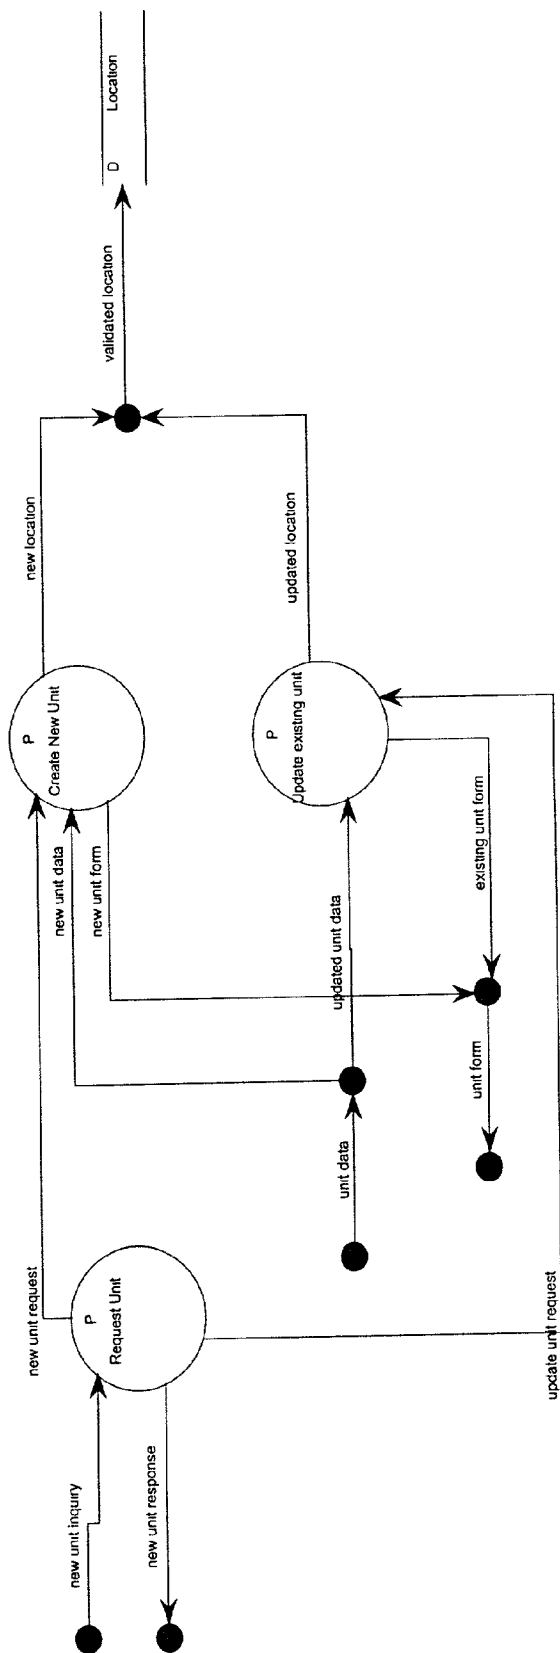 new unit inquiry
new unit response
new unit request
P
Request Unit
update unit request
unit data
new unit data
new unit form
updated unit data
unit form
existing unit form
P
Create New Unit
P
Update existing unit
new location
updated location
validated location
D Location